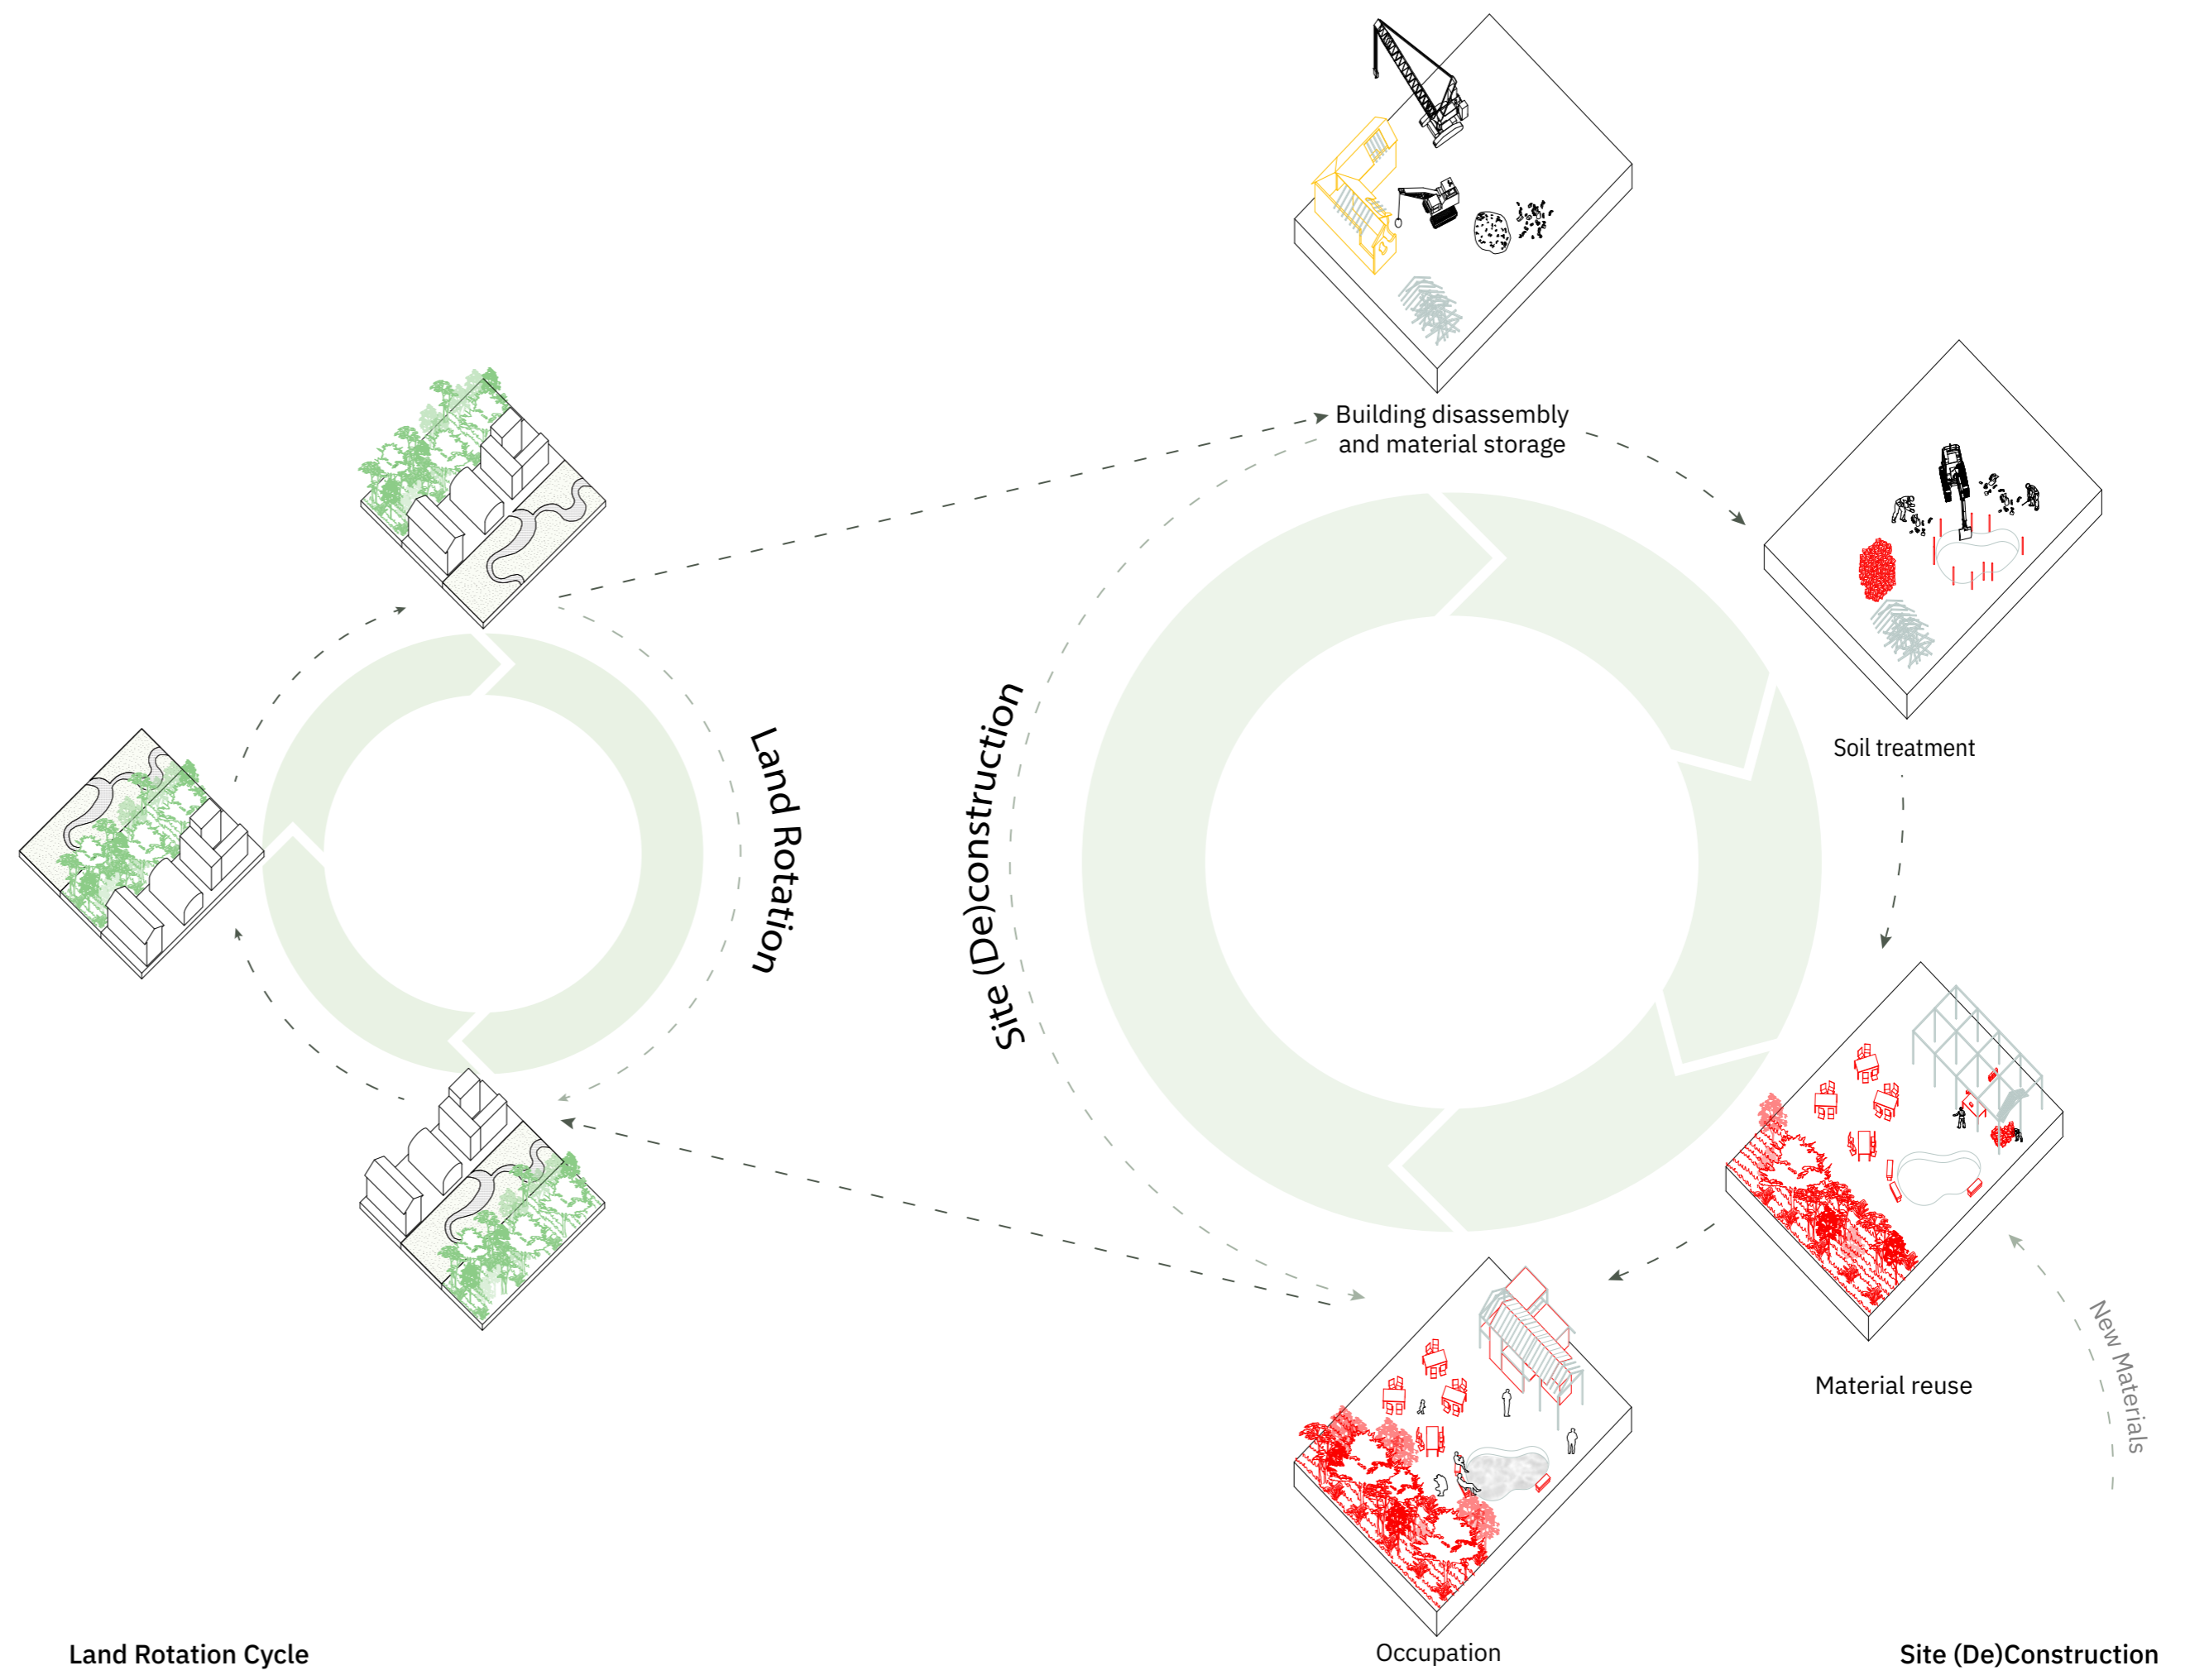 Building disassembly
and material storage
Soil treatment
Land Rotation
Site (De)construction
New Materials
Material reuse
Occupation
Land Rotation Cycle
Site (De)Construction